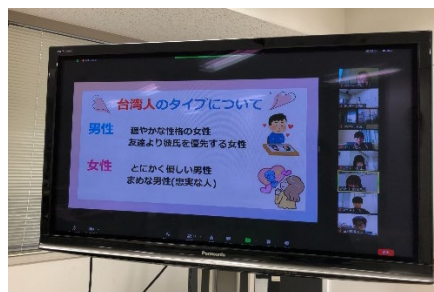 台湾人のタイプについて
男性 穏やかな性格の女性
友達より彼氏を優先する女性
女性 とにかく優しい男性
まめな男性(忠実な人)
Panasonic